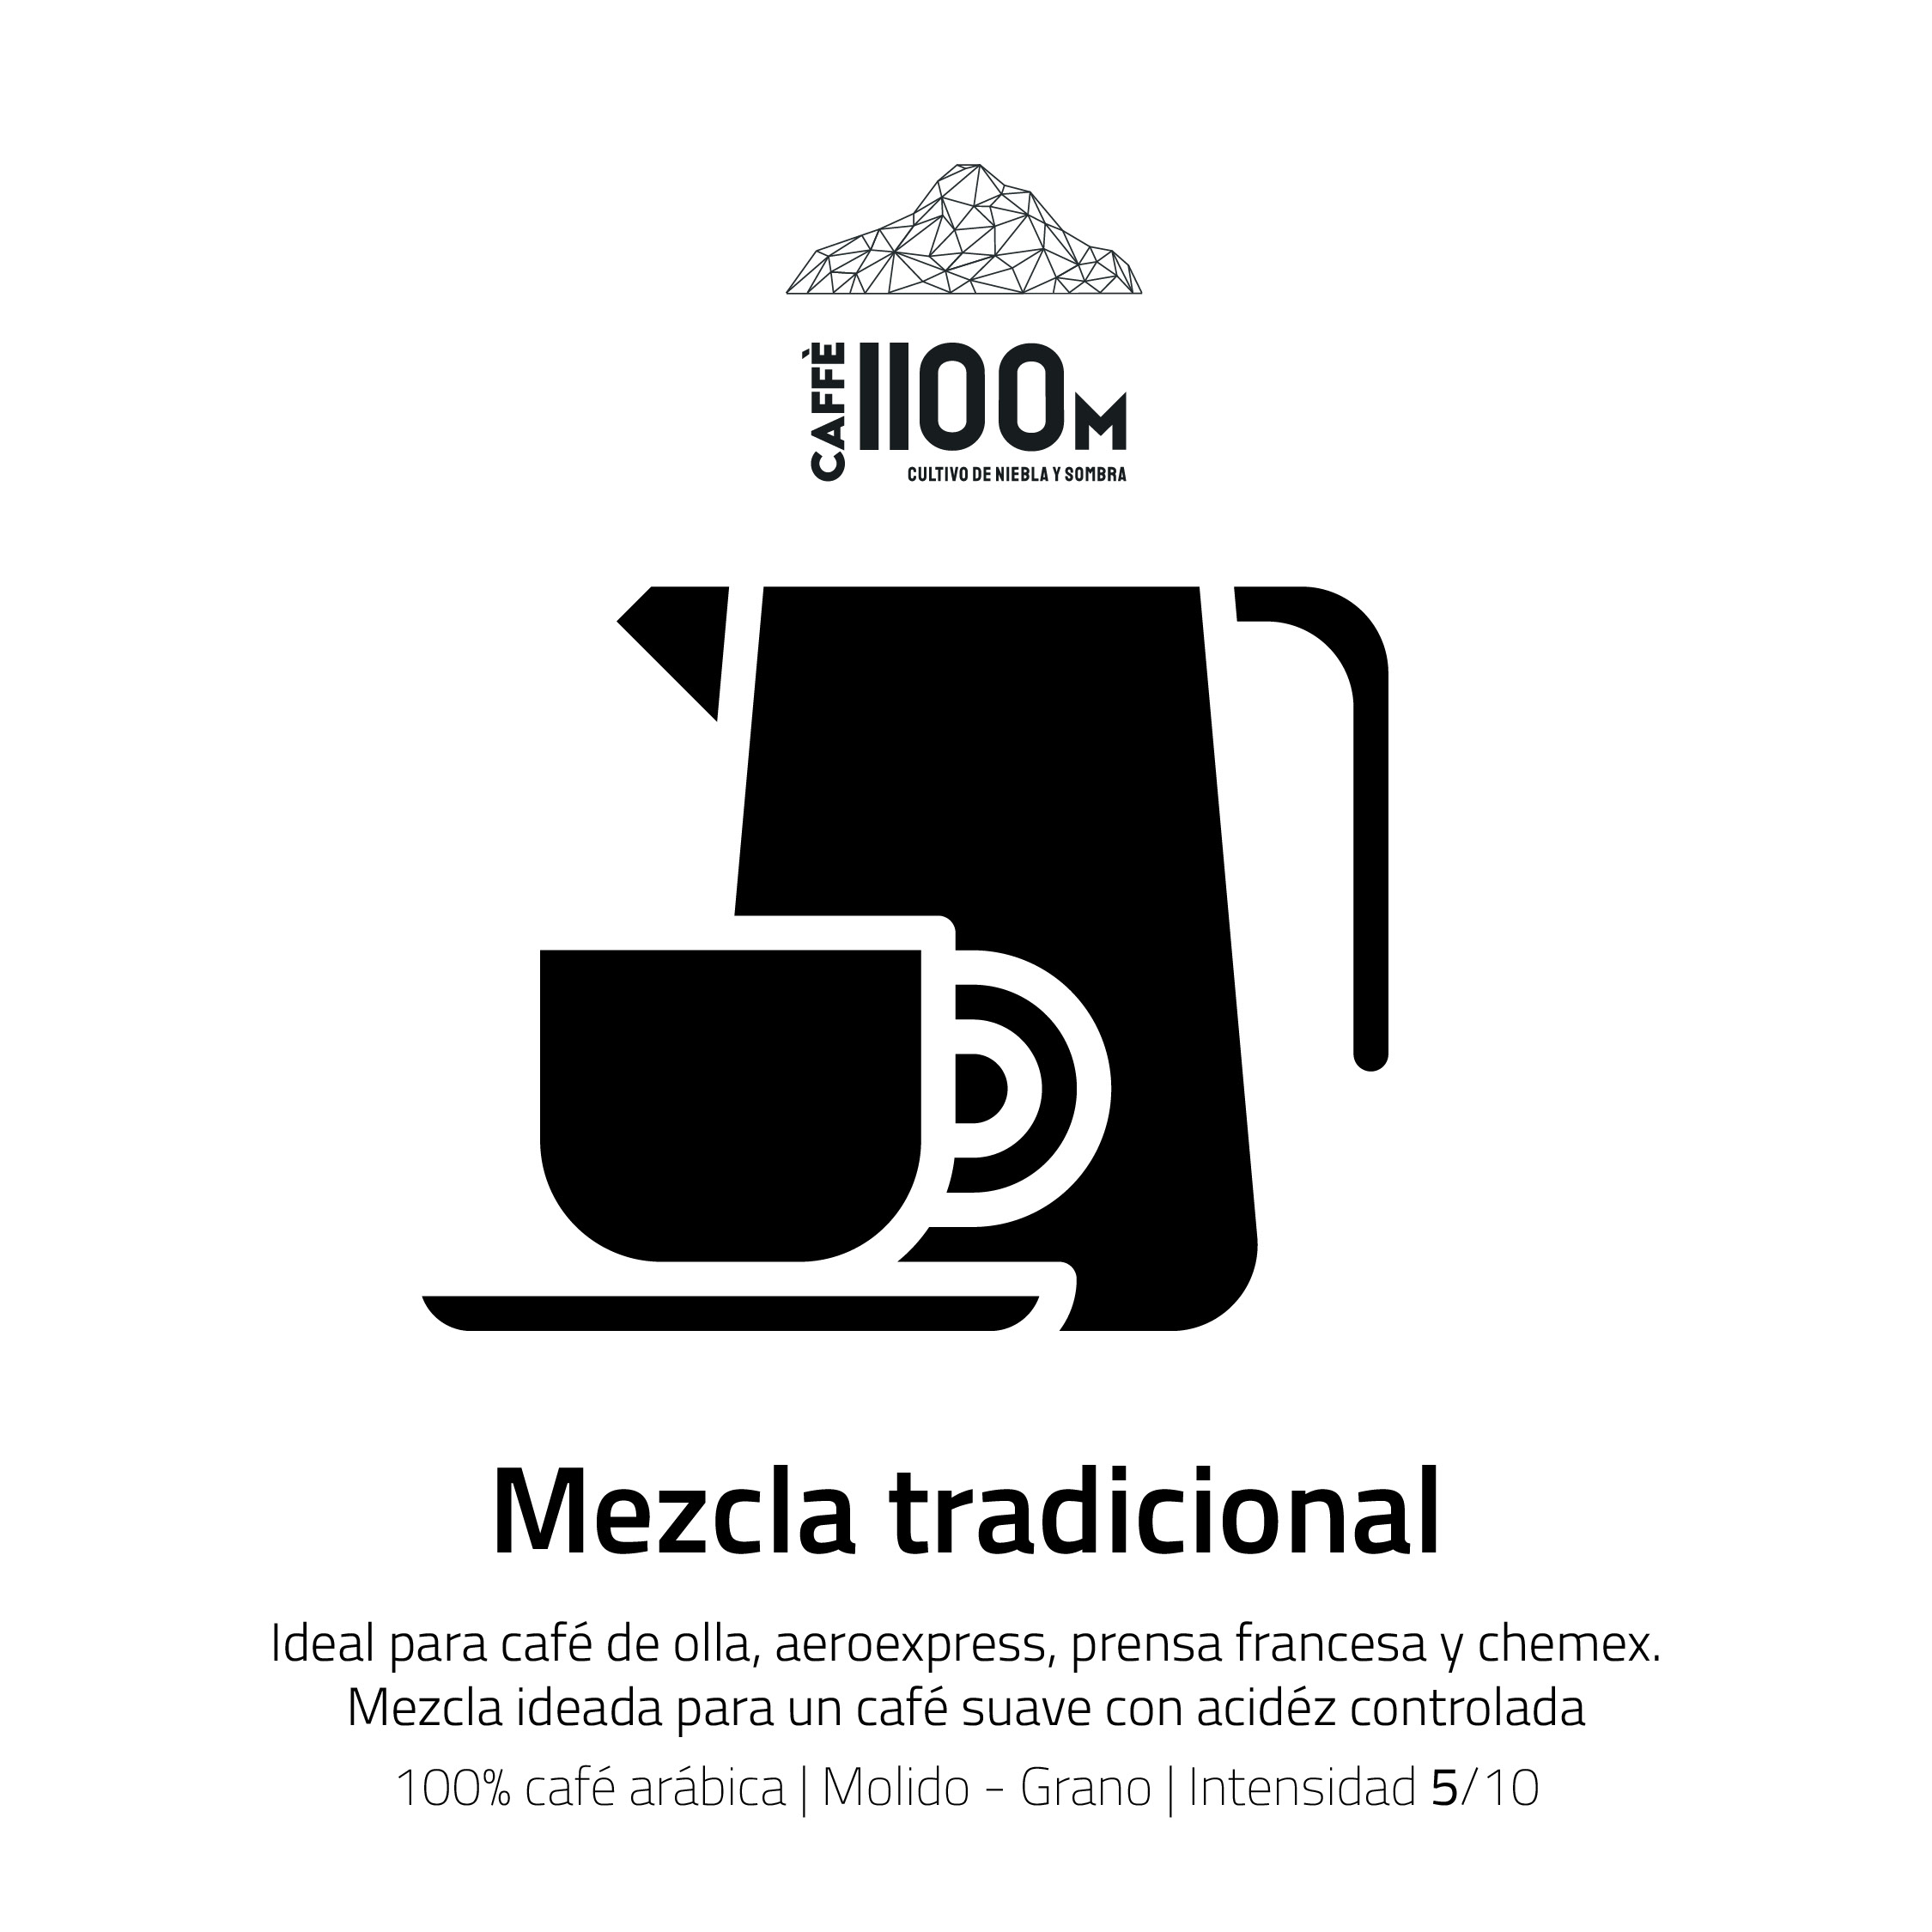 CAFFÈ
1100M
CULTIVO DE NIEBLA Y SOMBRA
Mezcla tradicional
Ideal para café de olla, aeroexpress, prensa francesa y chemex.
Mezcla ideada para un café suave con acidéz controlada
100% café arábica | Molido - Grano | Intensidad 5/10